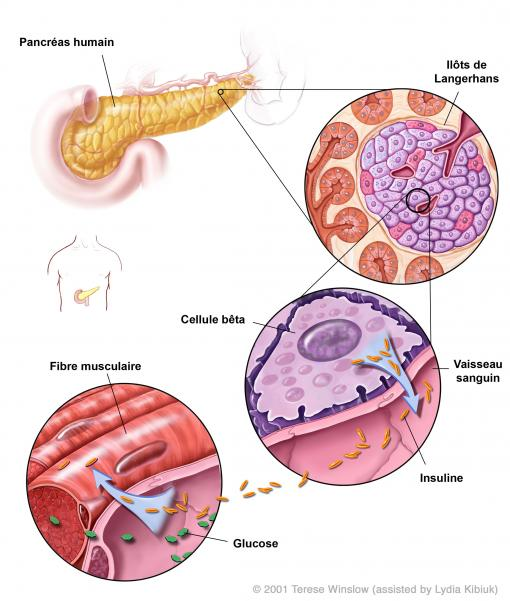 Pancréas humain
Ilôts de
Langerhans
Cellule bêta
Vaisseau
sanguin
Fibre musculaire
Insuline
Glucose
© 2001 Terese Winslow (assisted by Lydia Kibiuk)